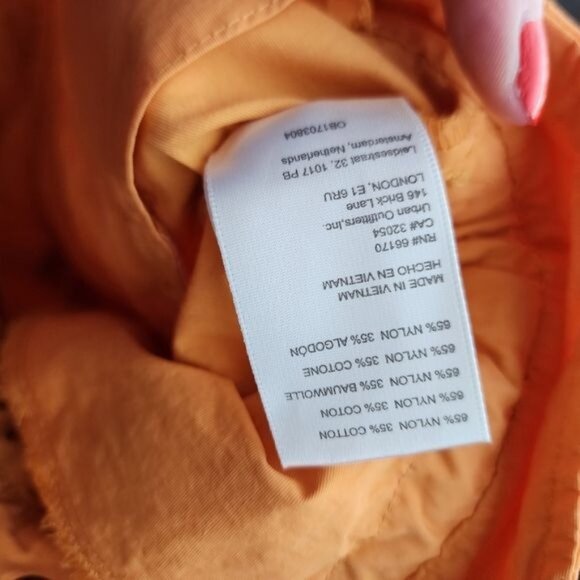 65% NYLON 35% COTTON
65% NYLON 35% COTON
65% NYLON 35% BAUMWOLLE
65% NYLON 35% COTONE
65% NYLON 35% ALGODÓN
MADE IN VIETNAM
HECHO EN VIETNAM
RN# 66170
CA# 32054
Urban Outfitters,Inc.
146 Brick Lane
LONDON, E1 6RU
Leidsestraat 32, 1017 PB
Amsterdam, Netherlands
OB1703804